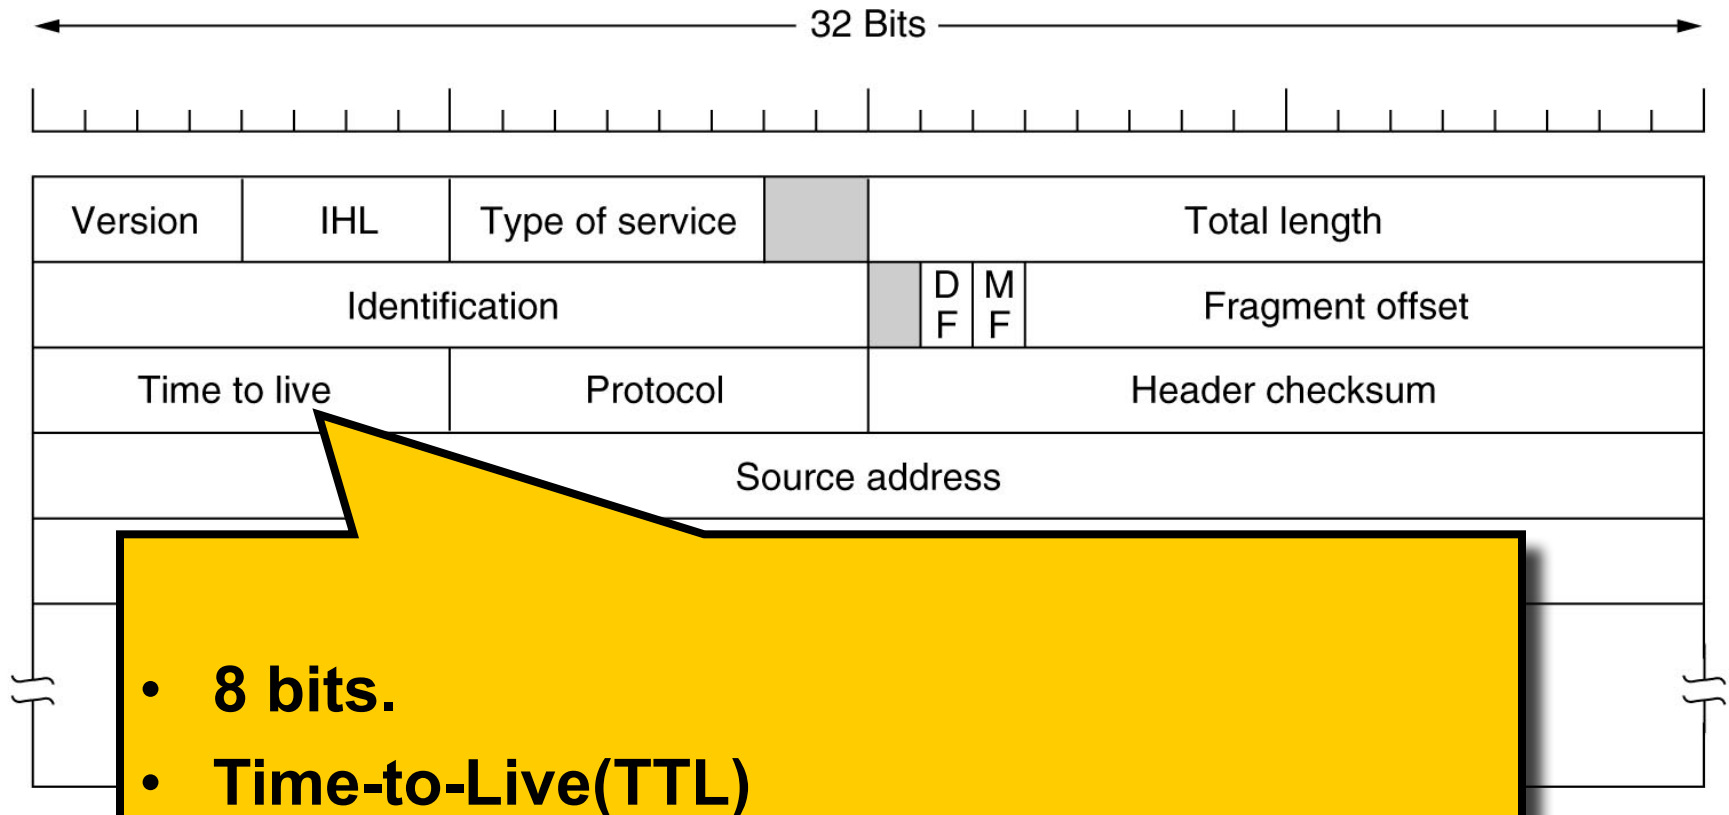 32 Bits
Version IHL Type of service Total length
Identification D F M F Fragment offset
Time to live Protocol Header checksum
Source address
• 8 bits.
• Time-to-Live(TTL)